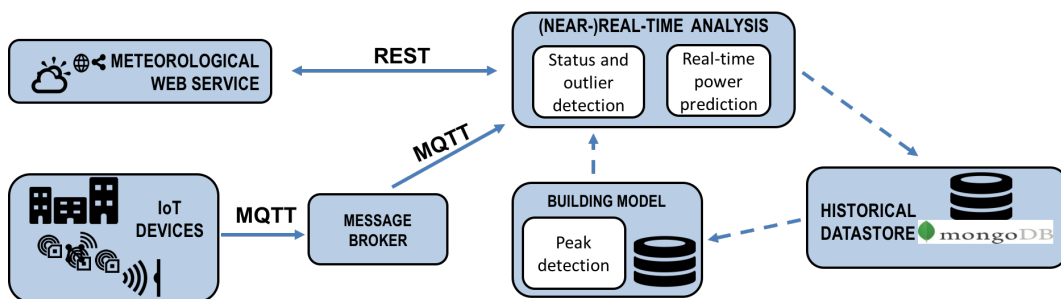 (NEAR-)REAL-TIME ANALYSIS
METEOROLOGICAL
WEB SERVICE
REST
Status and
outlier
detection
Real-time
power
prediction
MQTT
IoT
DEVICES
MQTT
MESSAGE
BROKER
BUILDING MODEL
Peak
detection
HISTORICAL
DATASTORE
mongoDB